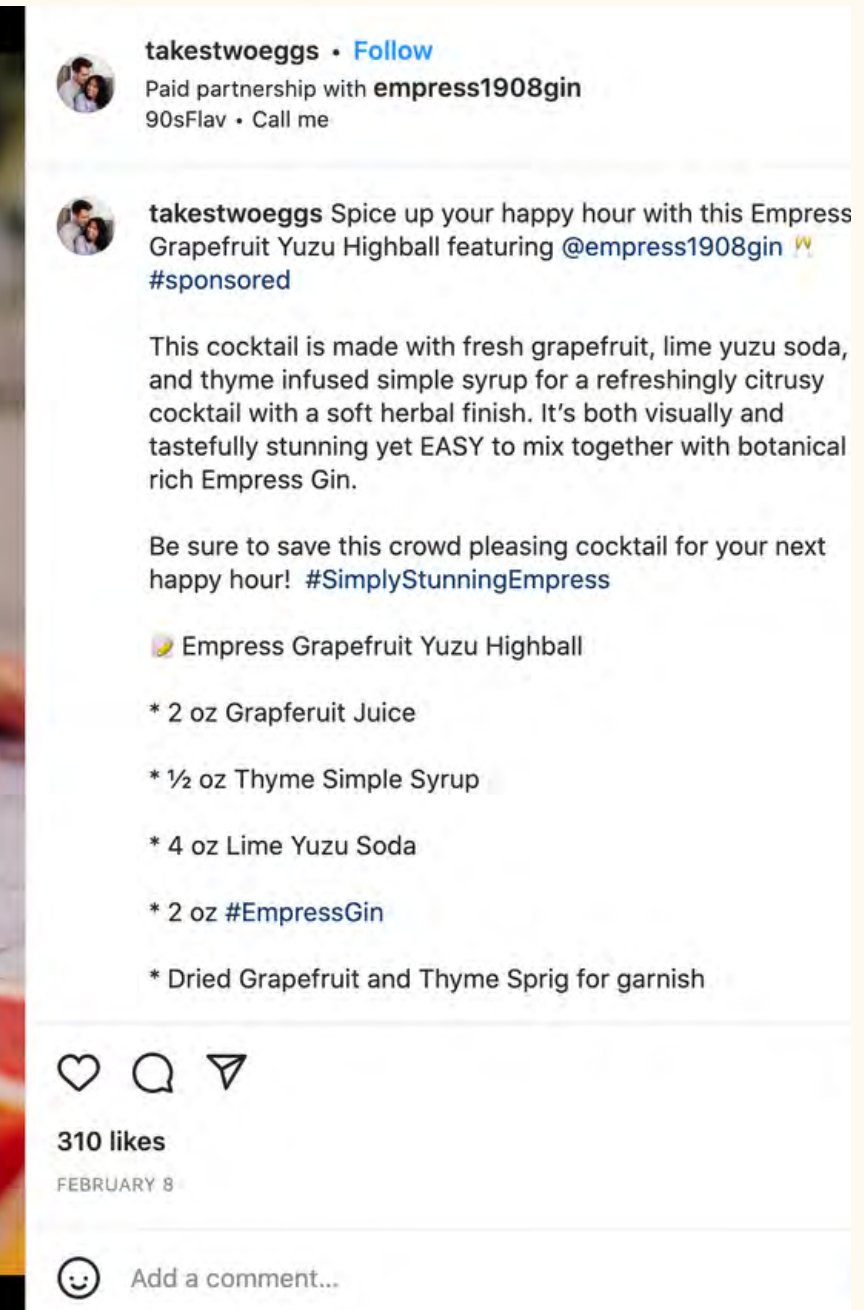 takestwoeggs • Follow
Paid partnership with empress1908gin
90sFlav • Call me
takestwoeggs Spice up your happy hour with this Empress
Grapefruit Yuzu Highball featuring @empress1908gin 🥂
#sponsored
This cocktail is made with fresh grapefruit, lime yuzu soda,
and thyme infused simple syrup for a refreshingly citrusy
cocktail with a soft herbal finish. It’s both visually and
tastefully stunning yet EASY to mix together with botanical
rich Empress Gin.
Be sure to save this crowd pleasing cocktail for your next
happy hour! #SimplyStunningEmpress
📝 Empress Grapefruit Yuzu Highball
* 2 oz Grapferuit Juice
* ½ oz Thyme Simple Syrup
* 4 oz Lime Yuzu Soda
* 2 oz #EmpressGin
* Dried Grapefruit and Thyme Sprig for garnish
310 likes
FEBRUARY 8
Add a comment...